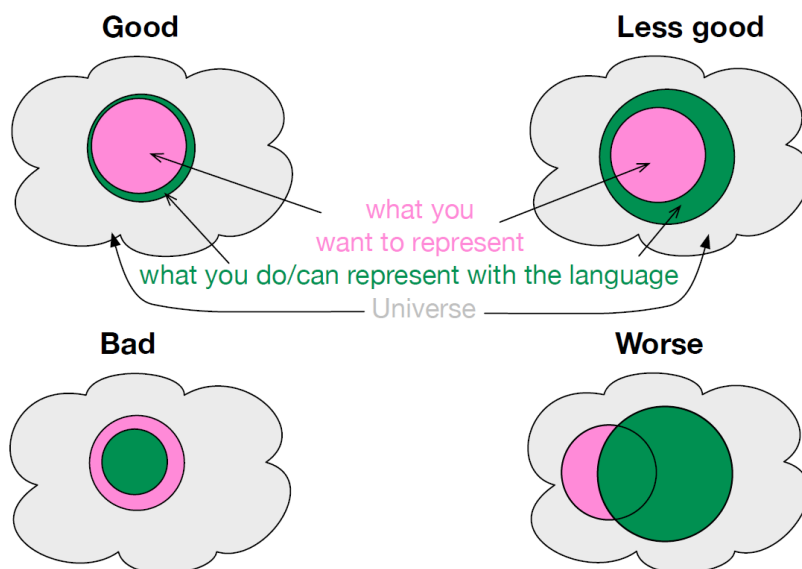 Good
Less good
what you
want to represent
what you do/can represent with the language
Universe
Bad
Worse